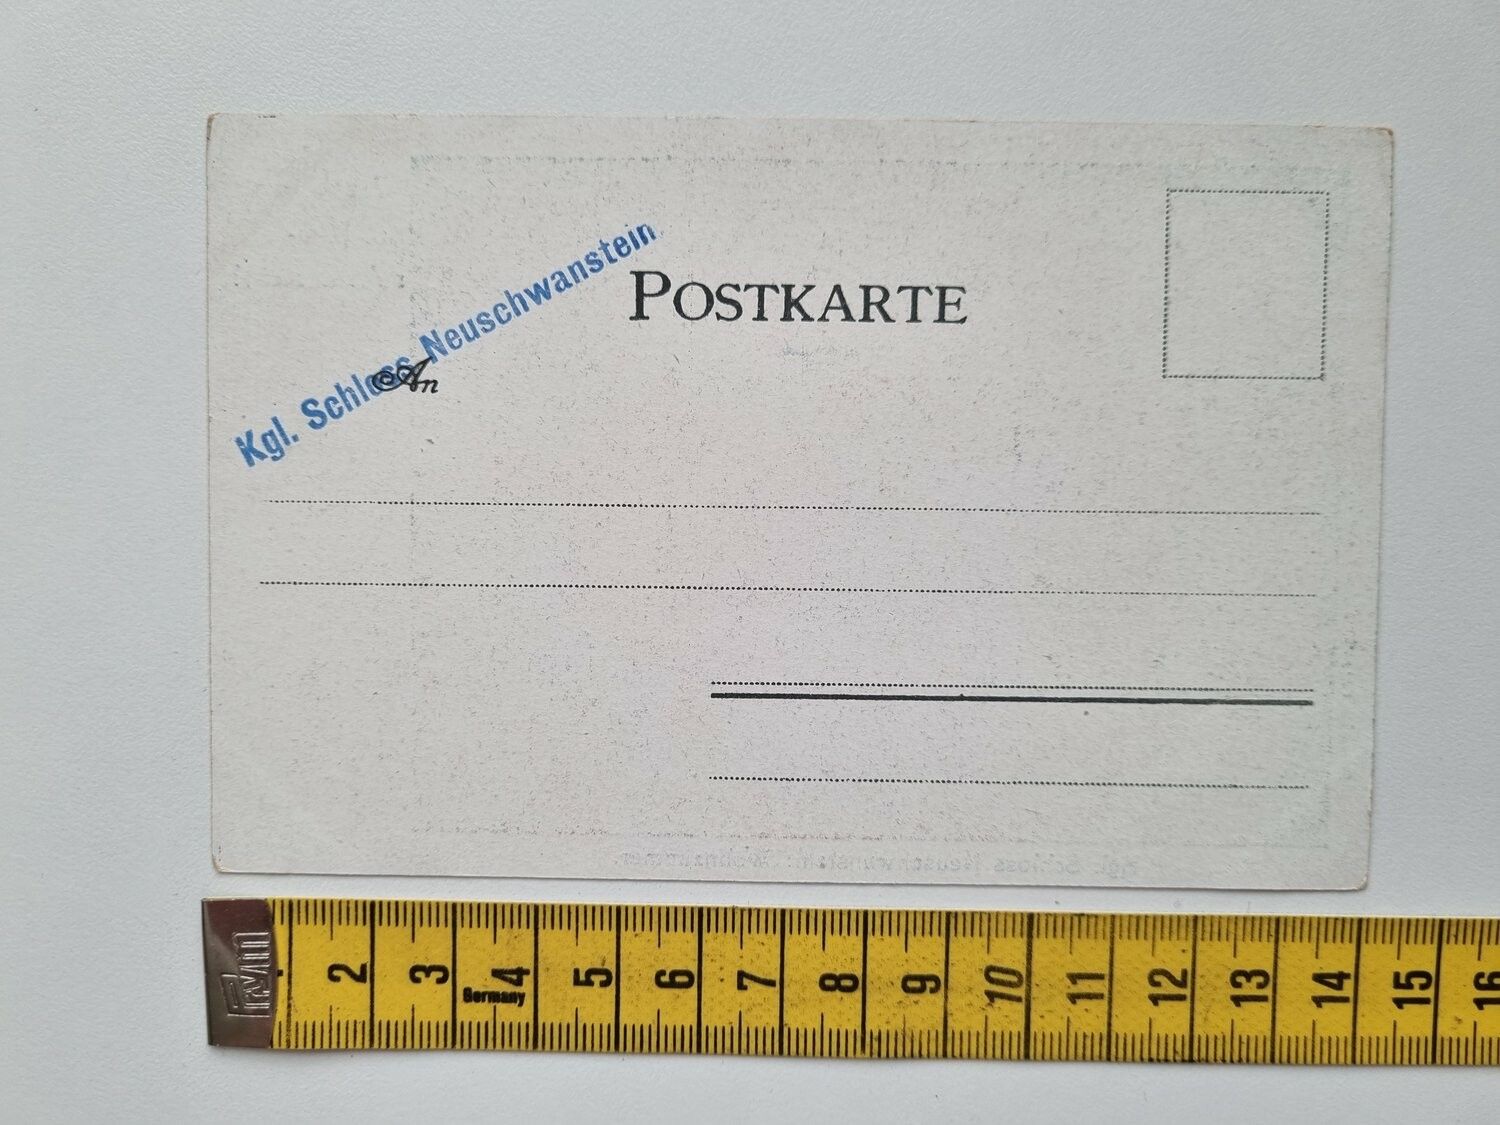 Kgl. Schloss Neuschwanstein
POSTKARTE
An
Prym
2 3 4 5 6 7 8 9 10 11 12 13 14 15 16
Germany